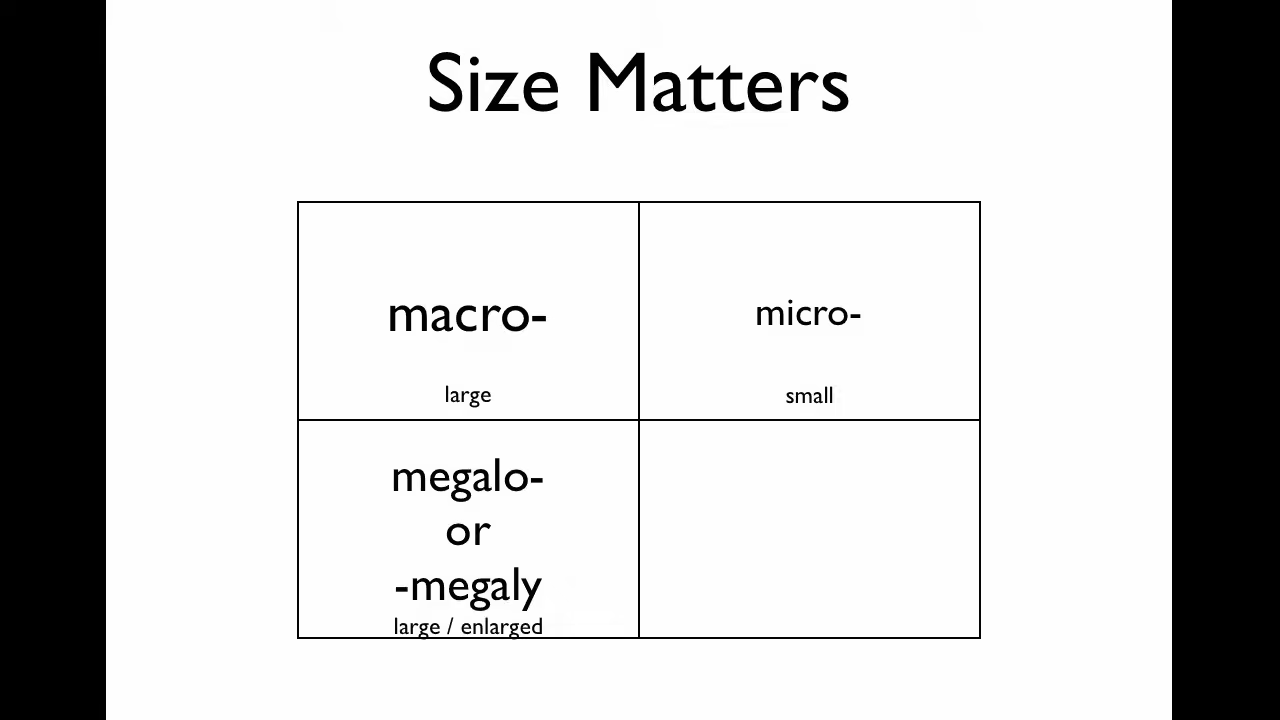 Size Matters
macro-
large
micro-
small
megalo-
or
-megaly
large / enlarged